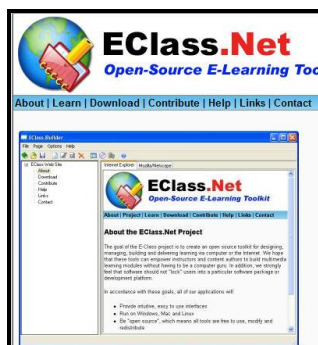 EClass.Net
Open-Source E-Learning Too
About | Learn | Download | Contribute | Help | Links | Contact
EClass.Builder
File Page Options Help
EClass Web Site
About
Download
Contribute
Help
Links
Contact
Internet Explorer Mozilla/Netscape
EClass.Net
Open-Source E-Learning Toolkit
About | Project | Learn | Download | Contribute | Help | Links | Contact
About the EClass.Net Project
The goal of the E-Class project is to create an open source toolkit for designing,
managing, building and delivering learning via computer or the Internet. We hope
that these tools can empower instructors and content authors to build multimedia
learning modules without having to be a computer guru. In addition, we strongly
feel that software should not "lock" users into a particular software package or
development platform.
In accordance with these goals, all of our applications will:
Provide intuitive, easy to use interfaces
Run on Windows, Mac and Linux
Be "open source", which means all tools are free to use, modify and
redistribute